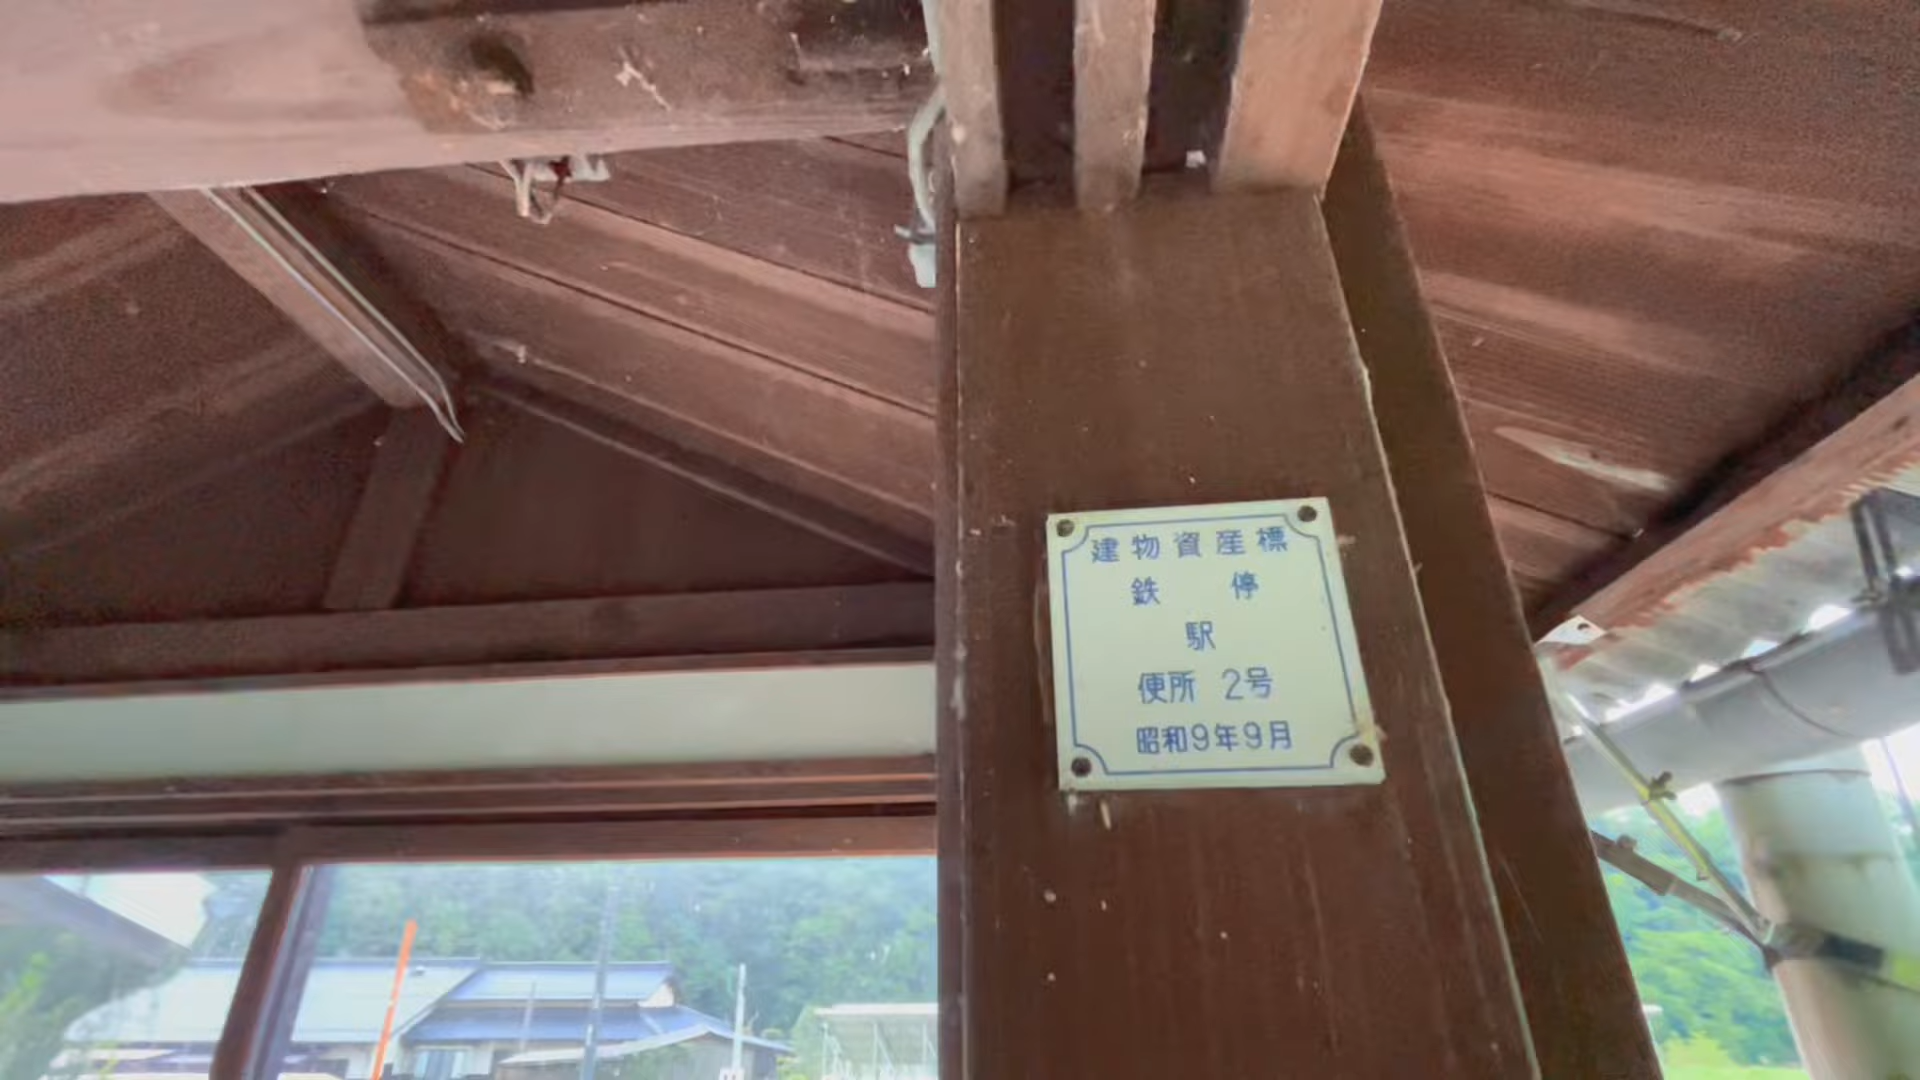 建物資産標
鉄 停
駅
便所 2号
昭和9年9月